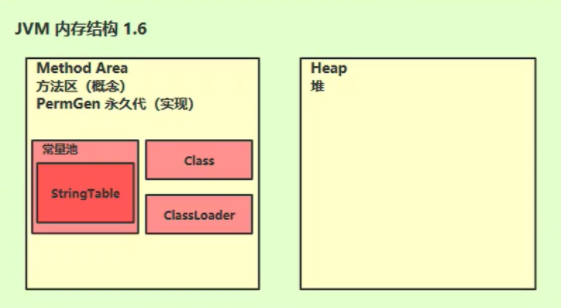 JVM 内存结构 1.6
Method Area
方法区（概念）
PermGen 永久代（实现）
常量池
StringTable
Class
ClassLoader
Heap
堆